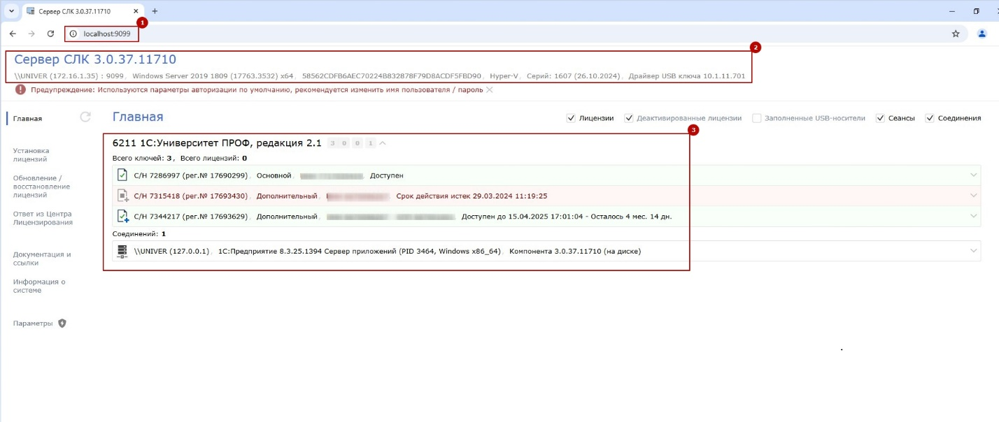 Сервер СЛК 3.0.37.11710
1
localhost:9099
2
Сервер СЛК 3.0.37.11710
\\UNIVER (172.16.1.35) : 9099, Windows Server 2019 1809 (17763.3532) x64, 58562CDFB6AEC70224B832878F79D8ACDF5FBD90, Hyper-V, Серий: 1607 (26.10.2024), Драйвер USB ключа 10.1.11.701
Предупреждение: Используются параметры авторизации по умолчанию, рекомендуется изменить имя пользователя / пароль
Главная
Установка
лицензий
Обновление /
восстановление
лицензий
Ответ из Центра
Лицензирования
Документация и
ссылки
Информация о
системе
Параметры
Главная
Лицензии
Деактивированные лицензии
Заполненные USB-носители
Сеансы
Соединения
3
6211 1С:Университет ПРОФ, редакция 2.1 3 0 0 1
Всего ключей: 3, Всего лицензий: 0
С/Н 7286997 (рег.№ 17690299), Основной, Доступен
С/Н 7315418 (рег.№ 17693430), Дополнительный, Срок действия истек 29.03.2024 11:19:25
С/Н 7344217 (рег.№ 17693629), Дополнительный, Доступен до 15.04.2025 17:01:04 - Осталось 4 мес. 14 дн.
Соединений: 1
\\UNIVER (127.0.0.1), 1С:Предприятие 8.3.25.1394 Сервер приложений (PID 3464, Windows x86_64), Компонента 3.0.37.11710 (на диске)